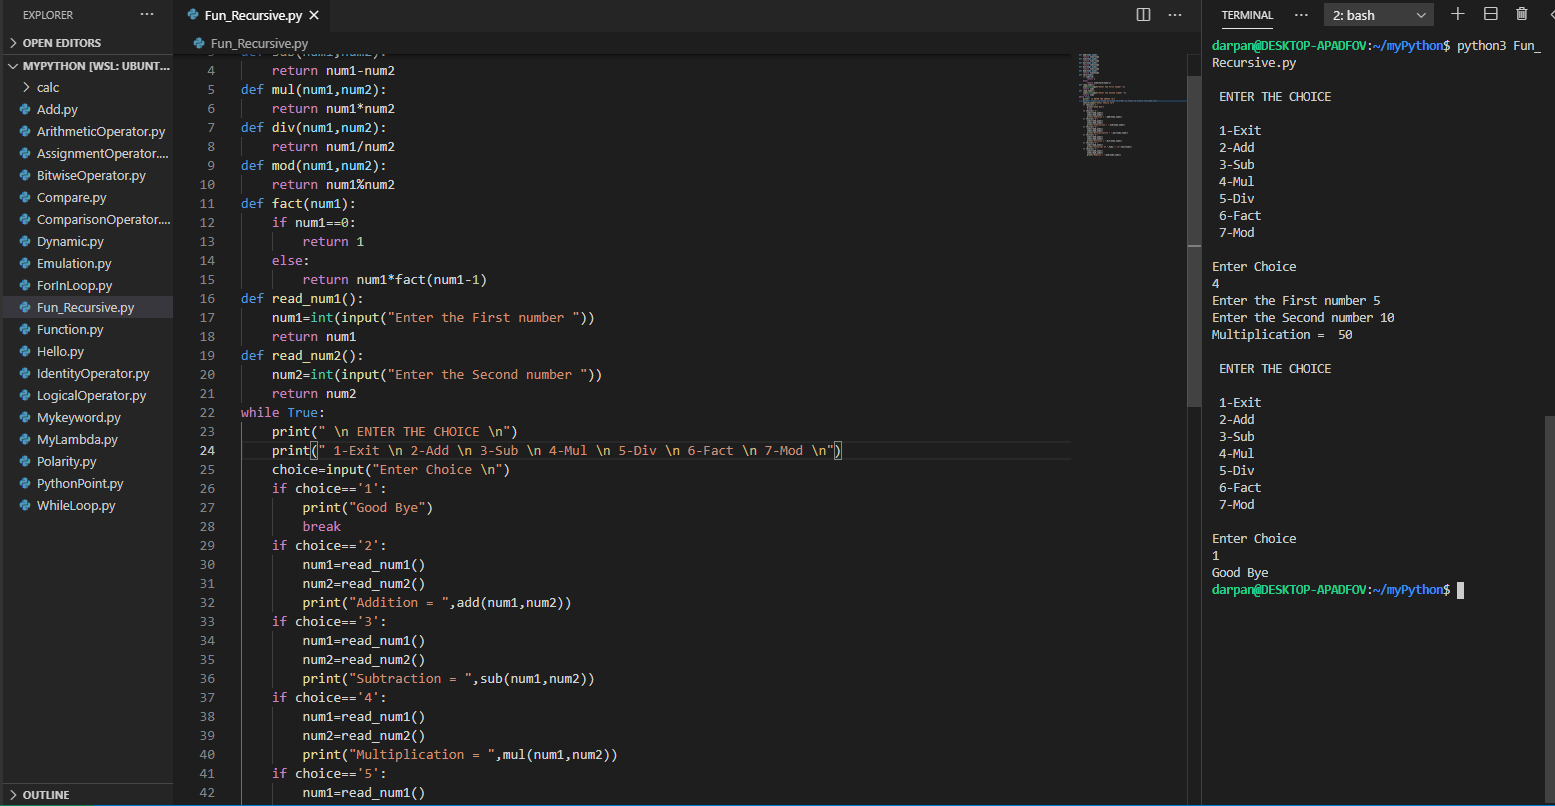 EXPLORER
OPEN EDITORS
MYPYTHON [WSL: UBUNT...
calc
Add.py
ArithmeticOperator.py
AssignmentOperator....
BitwiseOperator.py
Compare.py
ComparisonOperator....
Dynamic.py
Emulation.py
ForInLoop.py
Fun_Recursive.py
Function.py
Hello.py
IdentityOperator.py
LogicalOperator.py
Mykeyword.py
MyLambda.py
Polarity.py
PythonPoint.py
WhileLoop.py
OUTLINE
Fun_Recursive.py
Fun_Recursive.py
3 def sub(num1,num2):
4 return num1-num2
5 def mul(num1,num2):
6 return num1*num2
7 def div(num1,num2):
8 return num1/num2
9 def mod(num1,num2):
10 return num1%num2
11 def fact(num1):
12 if num1==0:
13 return 1
14 else:
15 return num1*fact(num1-1)
16 def read_num1():
17 num1=int(input("Enter the First number "))
18 return num1
19 def read_num2():
20 num2=int(input("Enter the Second number "))
21 return num2
22 while True:
23 print(" \n ENTER THE CHOICE \n")
24 print(" 1-Exit \n 2-Add \n 3-Sub \n 4-Mul \n 5-Div \n 6-Fact \n 7-Mod \n")
25 choice=input("Enter Choice \n")
26 if choice=='1':
27 print("Good Bye")
28 break
29 if choice=='2':
30 num1=read_num1()
31 num2=read_num2()
32 print("Addition = ",add(num1,num2))
33 if choice=='3':
34 num1=read_num1()
35 num2=read_num2()
36 print("Subtraction = ",sub(num1,num2))
37 if choice=='4':
38 num1=read_num1()
39 num2=read_num2()
40 print("Multiplication = ",mul(num1,num2))
41 if choice=='5':
42 num1=read_num1()
TERMINAL
2: bash
darpan@DESKTOP-APADFOV:~/myPython$ python3 Fun_
Recursive.py
ENTER THE CHOICE
1-Exit
2-Add
3-Sub
4-Mul
5-Div
6-Fact
7-Mod
Enter Choice
4
Enter the First number 5
Enter the Second number 10
Multiplication =  50
ENTER THE CHOICE
1-Exit
2-Add
3-Sub
4-Mul
5-Div
6-Fact
7-Mod
Enter Choice
1
Good Bye
darpan@DESKTOP-APADFOV:~/myPython$